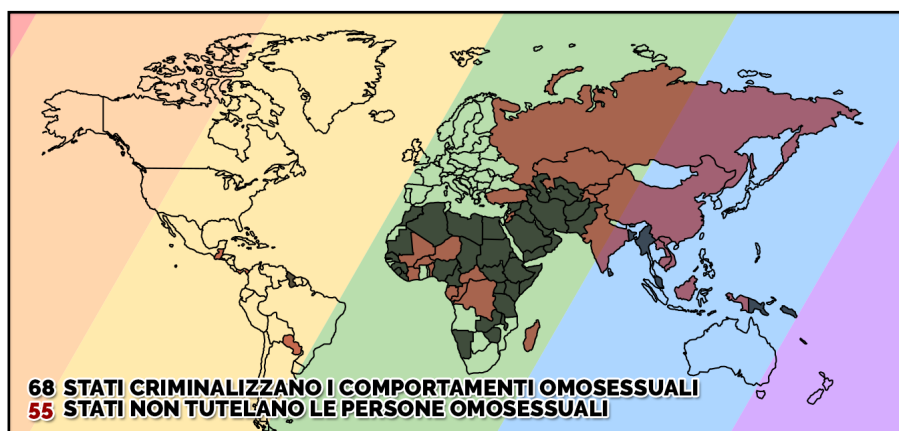 68 STATI CRIMINALIZZANO I COMPORTAMENTI OMOSESSUALI
55 STATI NON TUTELANO LE PERSONE OMOSESSUALI